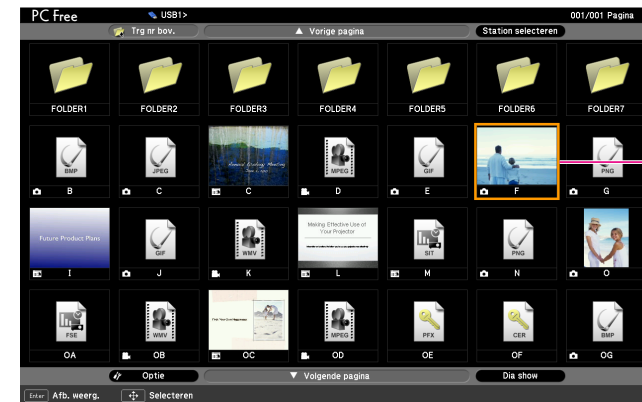 PC Free USB1> 001/001 Pagina
Trg nr bov. Vorige pagina Station selecteren
FOLDER1 FOLDER2 FOLDER3 FOLDER4 FOLDER5 FOLDER6 FOLDER7
BMP JPEG MPEG GIF PNG
B C C D E F G
Future Product Plans GIF WMV Making Effective Use of SIT PNG
Your Projector
I J K L M N O
FSE WMV MPEG PFX CER BMP
OA OB OC OD OE OF OG
Optie Volgende pagina Dia show
Enter Afb. weerg. Selecteren